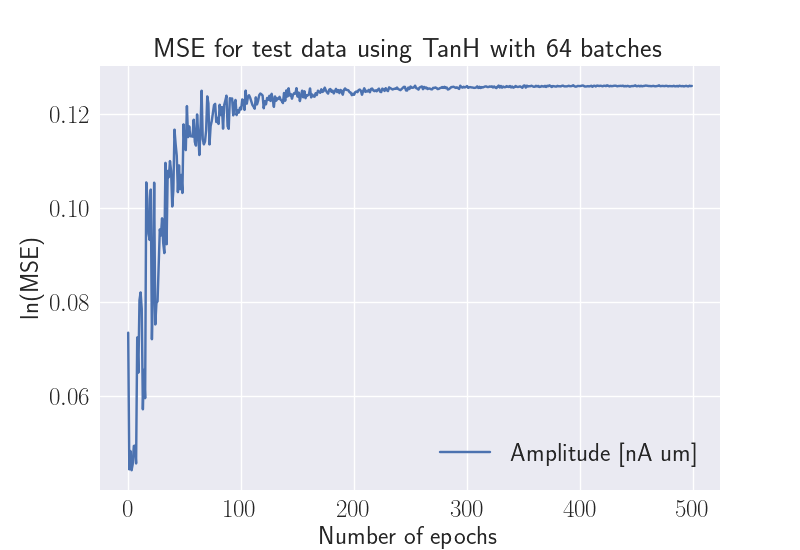 MSE for test data using TanH with 64 batches
0.12
0.10
0.08
0.06
ln(MSE)
Amplitude [nA um]
0
100
200
300
400
500
Number of epochs